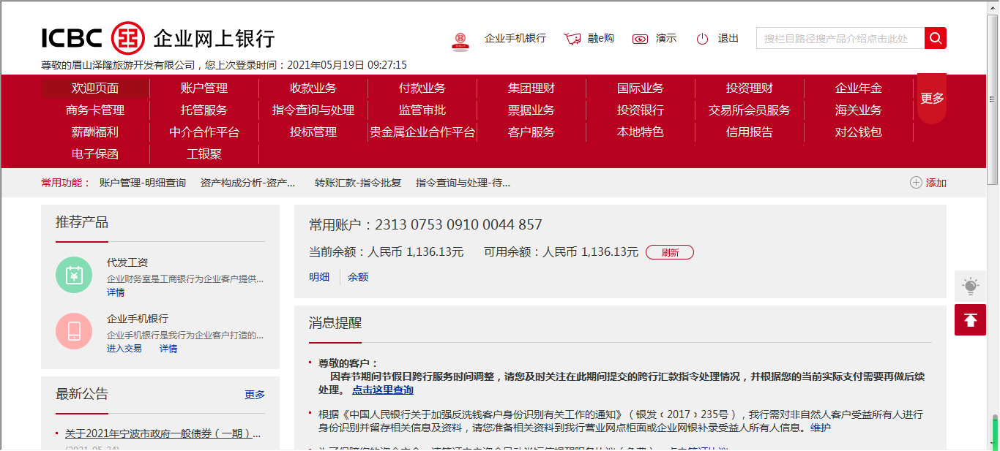 ICBC 企业网上银行
企业手机银行 融e购 演示 退出 搜栏目路径搜产品介绍点击此处
尊敬的眉山泽隆旅游开发有限公司，您上次登录时间：2021年05月19日 09:27:15
欢迎页面 账户管理 收款业务 付款业务 集团理财 国际业务 投资理财 企业年金
更多
商务卡管理 托管服务 指令查询与处理 监管审批 票据业务 投资银行 交易所会员服务 海关业务
薪酬福利 中介合作平台 投标管理 贵金属企业合作平台 客户服务 本地特色 信用报告 对公钱包
电子保函 工银聚
常用功能： 账户管理-明细查询 资产构成分析-资产... 转账汇款-指令批复 指令查询与处理-待... 添加
推荐产品
代发工资
企业财务室是工商银行为企业客户提供...
详情
企业手机银行
企业手机银行是我行为企业客户打造的...
进入交易 详情
最新公告 更多
关于2021年宁波市政府一般债券（一期）...
常用账户：2313 0753 0910 0044 857
当前余额：人民币 1,136.13元 可用余额：人民币 1,136.13元 刷新
明细 余额
消息提醒
尊敬的客户：
因春节期间节假日跨行服务时间调整，请您及时关注在此期间提交的跨行汇款指令处理情况，并根据您的当前实际支付需要再做后续
处理。 点击这里查询
根据《中国人民银行关于加强反洗钱客户身份识别有关工作的通知》（银发﹝2017﹞235号），我行需对非自然人客户受益所有人进行
身份识别并留存相关信息及资料，请您准备相关资料到我行营业网点柜面或企业网银补录受益人所有人信息。维护